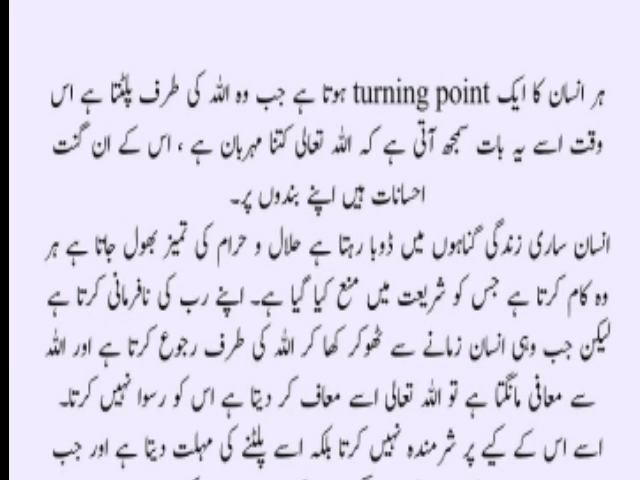 ہر انسان کا ایک turning point ہوتا ہے جب وہ اللہ کی طرف پلٹتا ہے اس
وقت اسے یہ بات سمجھ آتی ہے کہ اللہ تعالی کتنا مہربان ہے ، اس کے ان گنت
احسانات ہیں اپنے بندوں پر۔
انسان ساری زندگی گناہوں میں ڈوبا رہتا ہے حلال و حرام کی تمیز بھول جاتا ہے ہر
وہ کام کرتا ہے جس کو شریعت میں منع کیا گیا ہے۔ اپنے رب کی نافرمانی کرتا ہے
لیکن جب وہی انسان زمانے سے ٹھوکر کھا کر اللہ کی طرف رجوع کرتا ہے اور اللہ
سے معافی مانگتا ہے تو اللہ تعالی اسے معاف کر دیتا ہے اس کو رسوا نہیں کرتا۔
اسے اس کے کیے پر شرمندہ نہیں کرتا بلکہ اسے پلٹنے کی مہلت دیتا ہے اور جب